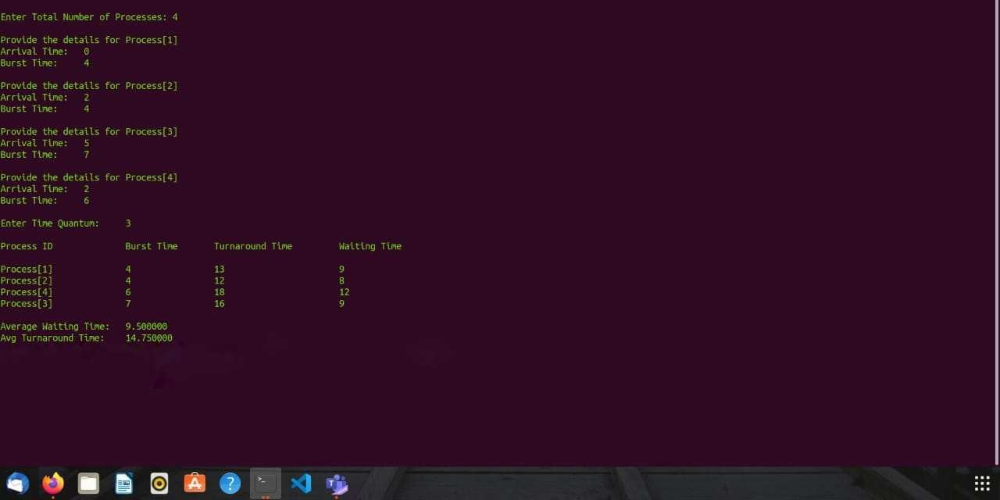 Enter Total Number of Processes: 4
Provide the details for Process[1]
Arrival Time: 0
Burst Time: 4
Provide the details for Process[2]
Arrival Time: 2
Burst Time: 4
Provide the details for Process[3]
Arrival Time: 5
Burst Time: 7
Provide the details for Process[4]
Arrival Time: 2
Burst Time: 6
Enter Time Quantum: 3
Process ID Burst Time Turnaround Time Waiting Time
Process[1] 4 13 9
Process[2] 4 12 8
Process[4] 6 18 12
Process[3] 7 16 9
Average Waiting Time: 9.500000
Avg Turnaround Time: 14.750000